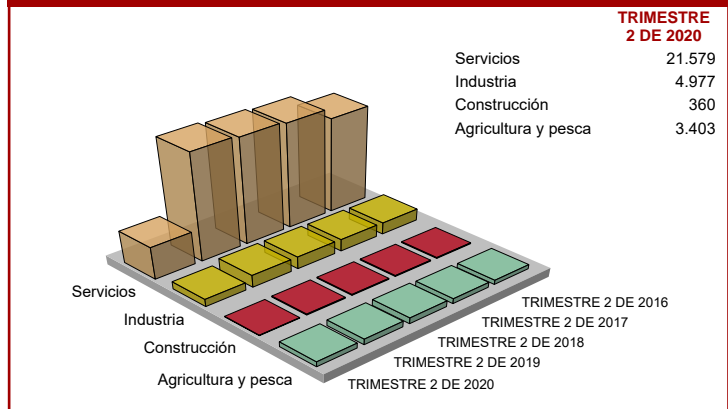 TRIMESTRE
2 DE 2020
Servicios 21.579
Industria 4.977
Construcción 360
Agricultura y pesca 3.403
Servicios
Industria
Construcción
Agricultura y pesca
TRIMESTRE 2 DE 2016
TRIMESTRE 2 DE 2017
TRIMESTRE 2 DE 2018
TRIMESTRE 2 DE 2019
TRIMESTRE 2 DE 2020